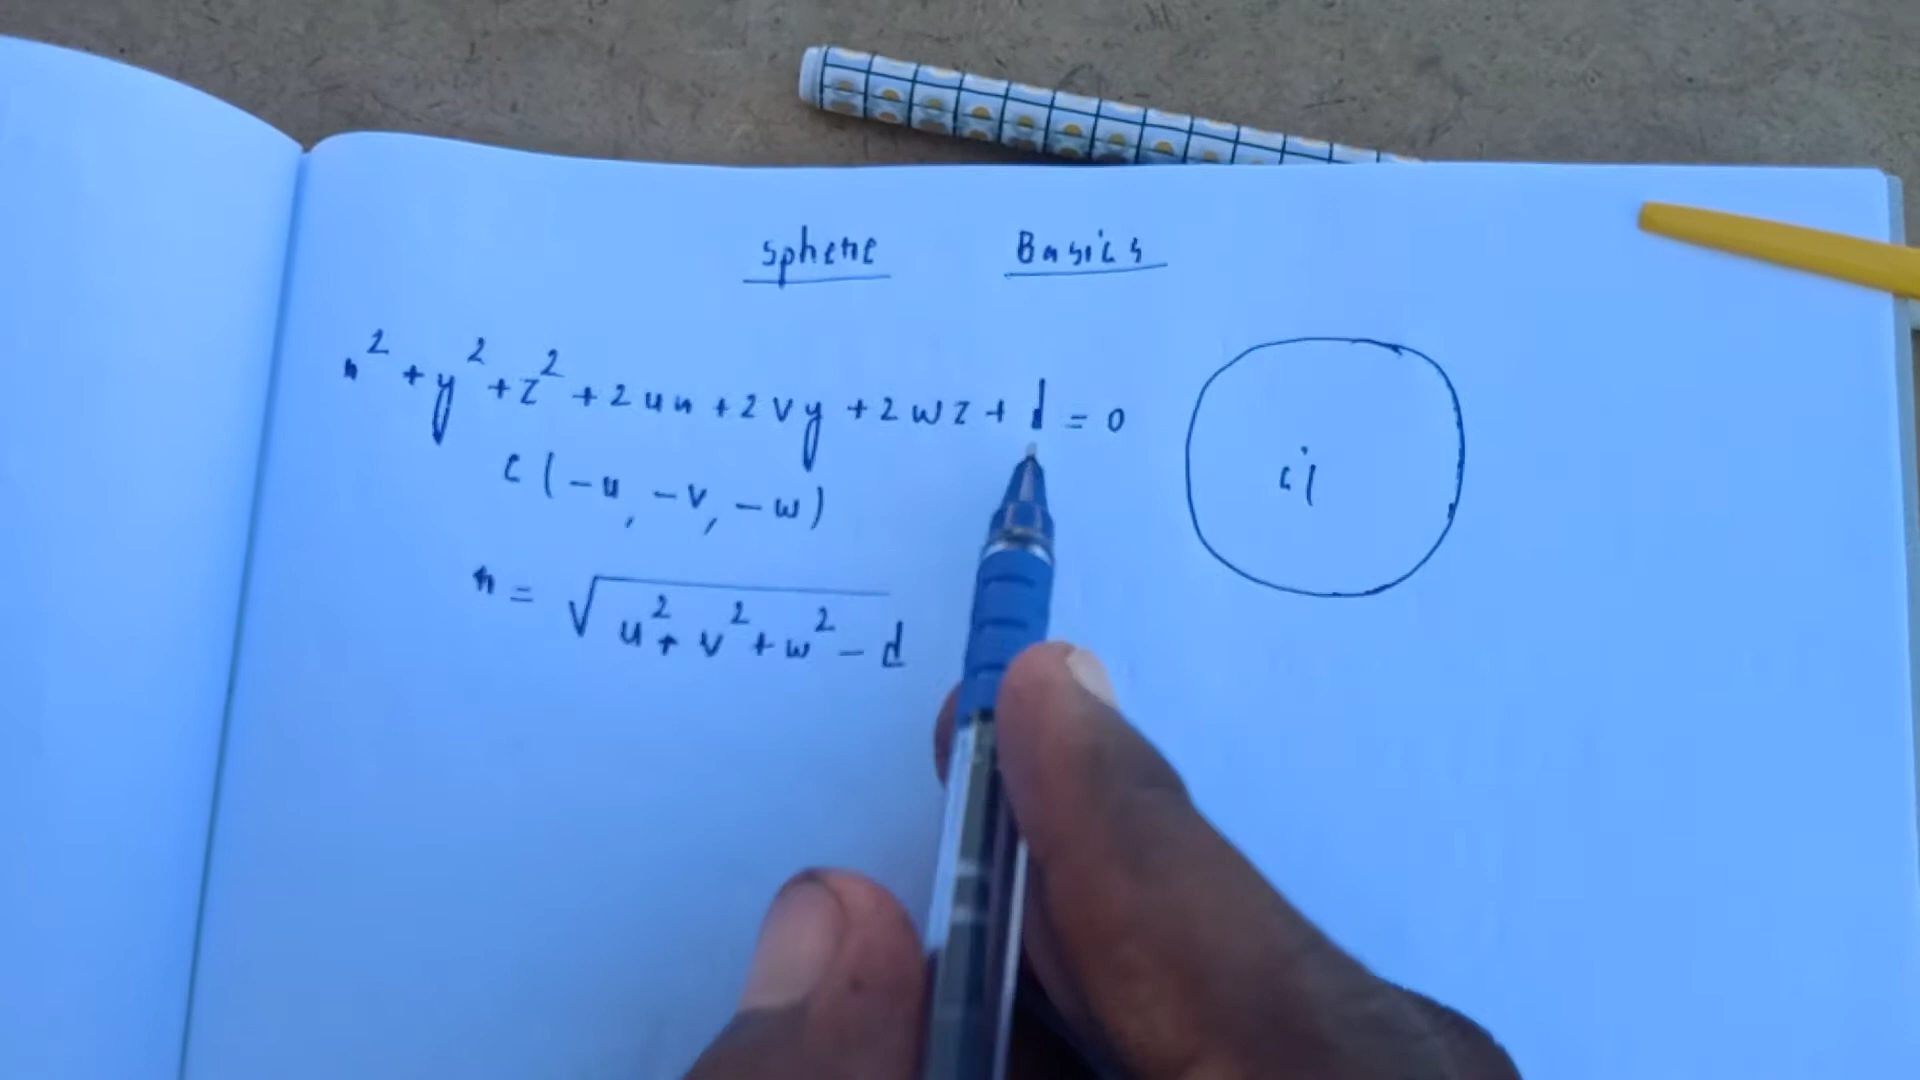 Sphere Basics
x² + y² + z² + 2ux + 2vy + 2wz + d = 0
C(-u, -v, -w)
r = √u² + v² + w² - d